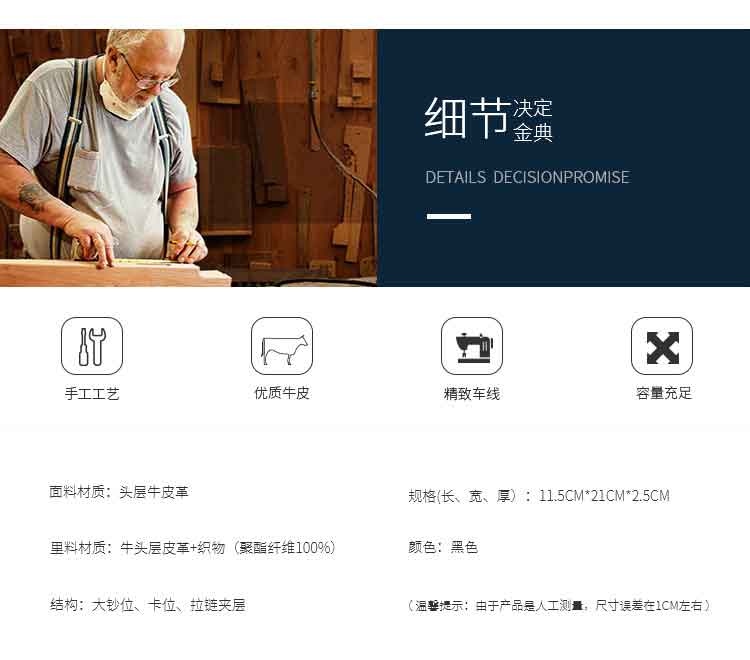 细节决定
金典
DETAILS DECISIONPROMISE
手工工艺
优质牛皮
精致车线
容量充足
面料材质：头层牛皮革
规格(长、宽、厚）：11.5CM*21CM*2.5CM
里料材质：牛头层皮革+织物（聚酯纤维100%）
颜色：黑色
结构：大钞位、卡位、拉链夹层
（温馨提示：由于产品是人工测量，尺寸误差在1CM左右）